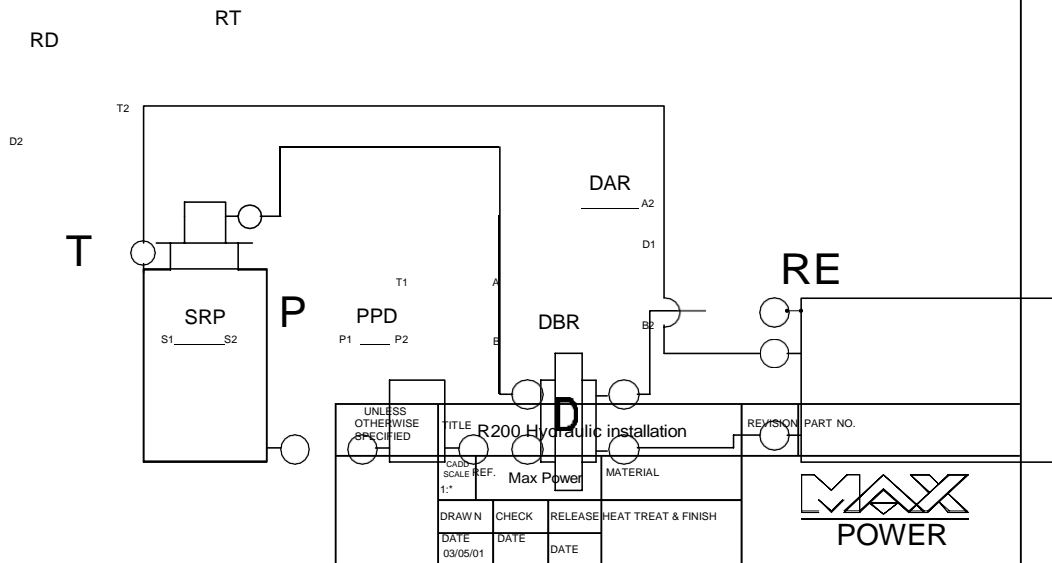 RT
RD
T2
D2
DAR
A2
T
D1
RE
T1
A
P
SRP
PPD
DBR
B2
S1 S2
P1 P2
B
UNLESS OTHERWISE SPECIFIED
D
TITLE
R200 Hydraulic installation
REVISION
PART NO.
CADD SCALE
1:*
REF.
Max Power
MATERIAL
MAX
POWER
DRAWN
CHECK
RELEASE
HEAT TREAT & FINISH
DATE
03/05/01
DATE
DATE